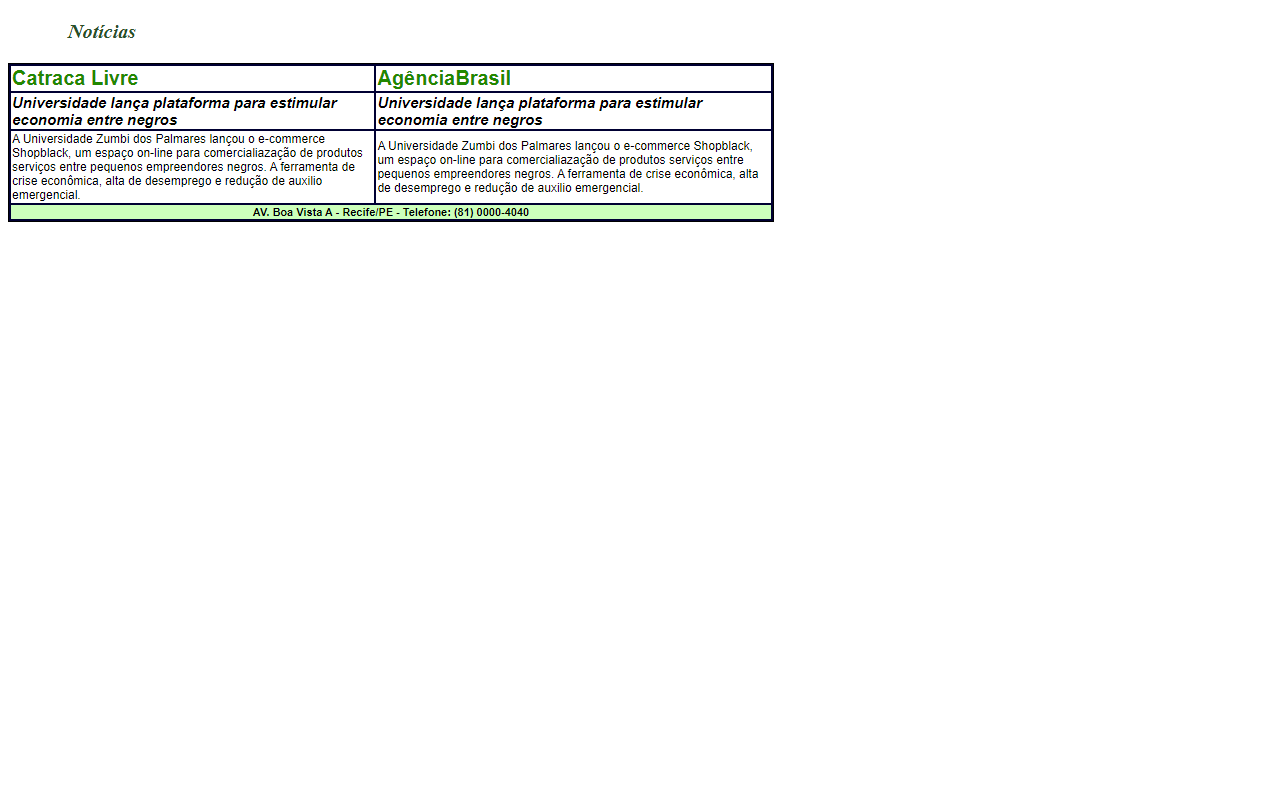 Notícias
Catraca Livre
AgênciaBrasil
Universidade lança plataforma para estimular
economia entre negros
Universidade lança plataforma para estimular
economia entre negros
A Universidade Zumbi dos Palmares lançou o e-commerce
Shopblack, um espaço on-line para comercialiazação de produtos
serviços entre pequenos empreendores negros. A ferramenta de
crise econômica, alta de desemprego e redução de auxilio
emergencial.
A Universidade Zumbi dos Palmares lançou o e-commerce Shopblack,
um espaço on-line para comercialiazação de produtos serviços entre
pequenos empreendores negros. A ferramenta de crise econômica, alta
de desemprego e redução de auxilio emergencial.
AV. Boa Vista A - Recife/PE - Telefone: (81) 0000-4040